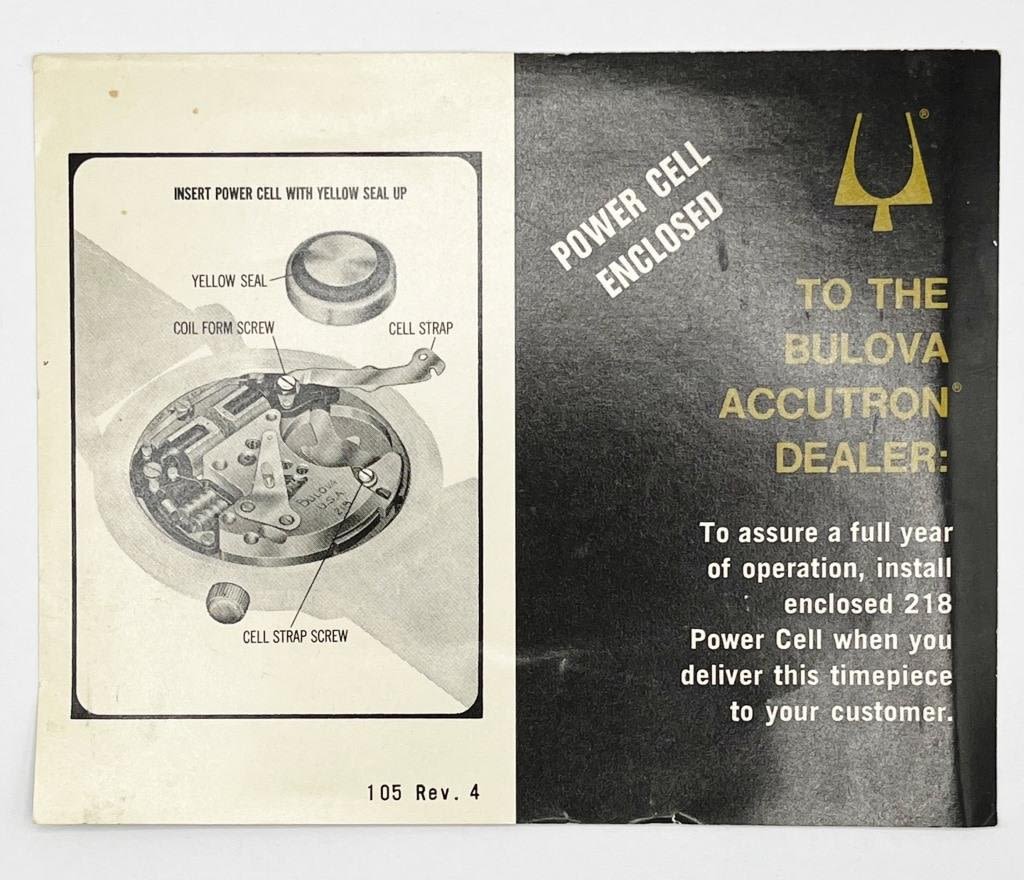 INSERT POWER CELL WITH YELLOW SEAL UP
YELLOW SEAL
COIL FORM SCREW
CELL STRAP
BULOVA
U.S.A.
218
CELL STRAP SCREW
105 Rev. 4
POWER CELL
ENCLOSED
®
TO THE
BULOVA
ACCUTRON®
DEALER:
To assure a full year
of operation, install
enclosed 218
Power Cell when you
deliver this timepiece
to your customer.